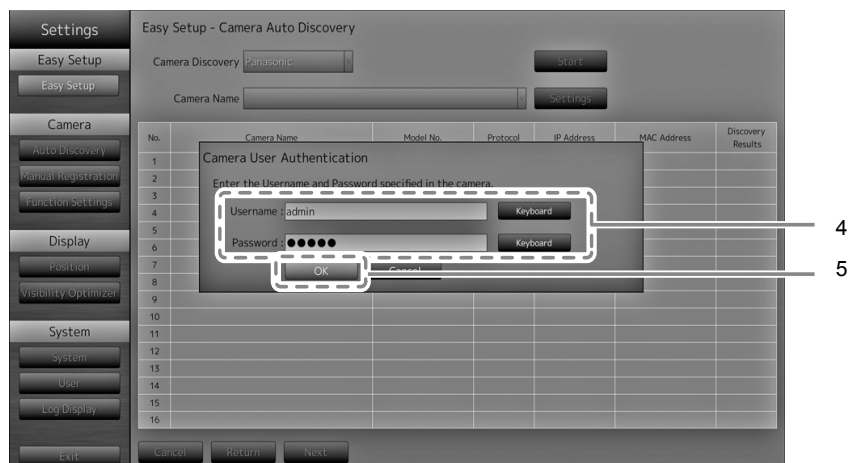 Settings
Easy Setup
Easy Setup
Camera
Auto Discovery
Manual Registration
Function Settings
Display
Position
Visibility Optimizer
System
System
User
Log Display
Exit
Easy Setup - Camera Auto Discovery
Camera Discovery Panasonic Start
Camera Name Settings
No. Camera Name Model No. Protocol IP Address MAC Address Discovery Results
1
2
3
4
5
6
7
8
9
10
11
12
13
14
15
16
Camera User Authentication
Enter the Username and Password specified in the camera.
Username : admin Keyboard
Password : ●●●●● Keyboard
OK Cancel
Cancel Return Next
4
5